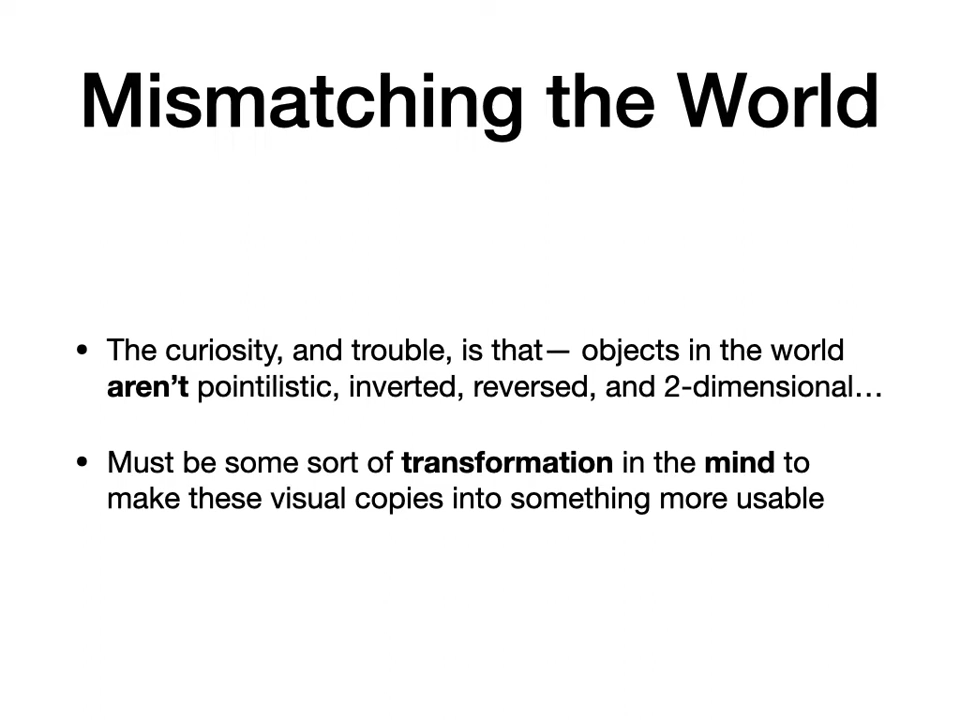 Mismatching the World
• The curiosity, and trouble, is that— objects in the world
aren’t pointilistic, inverted, reversed, and 2-dimensional…
• Must be some sort of transformation in the mind to
make these visual copies into something more usable